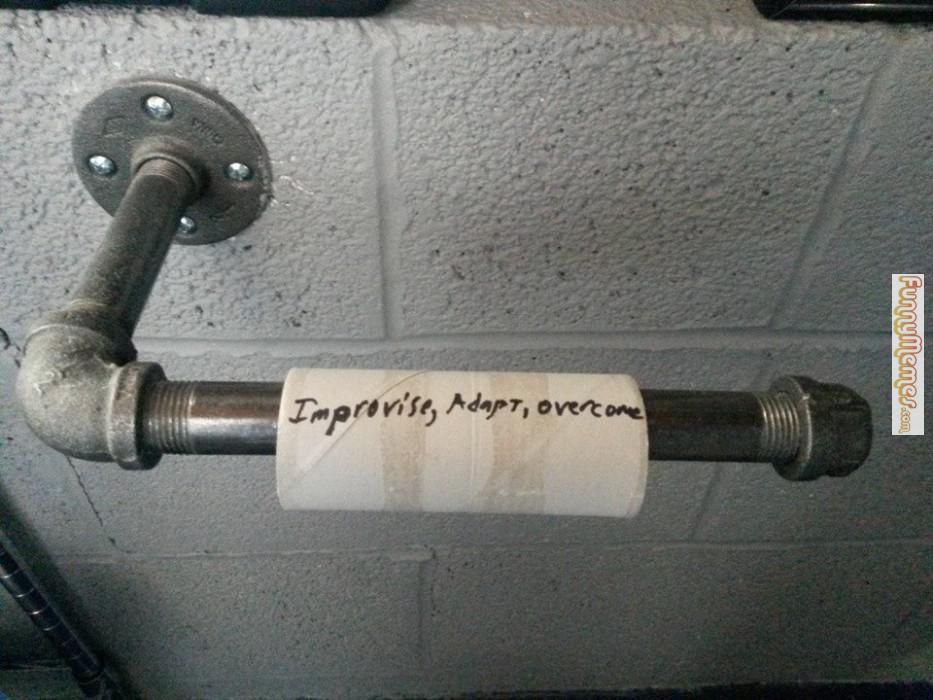 Improvise, Adapt, overcome
FunnyMemes.com